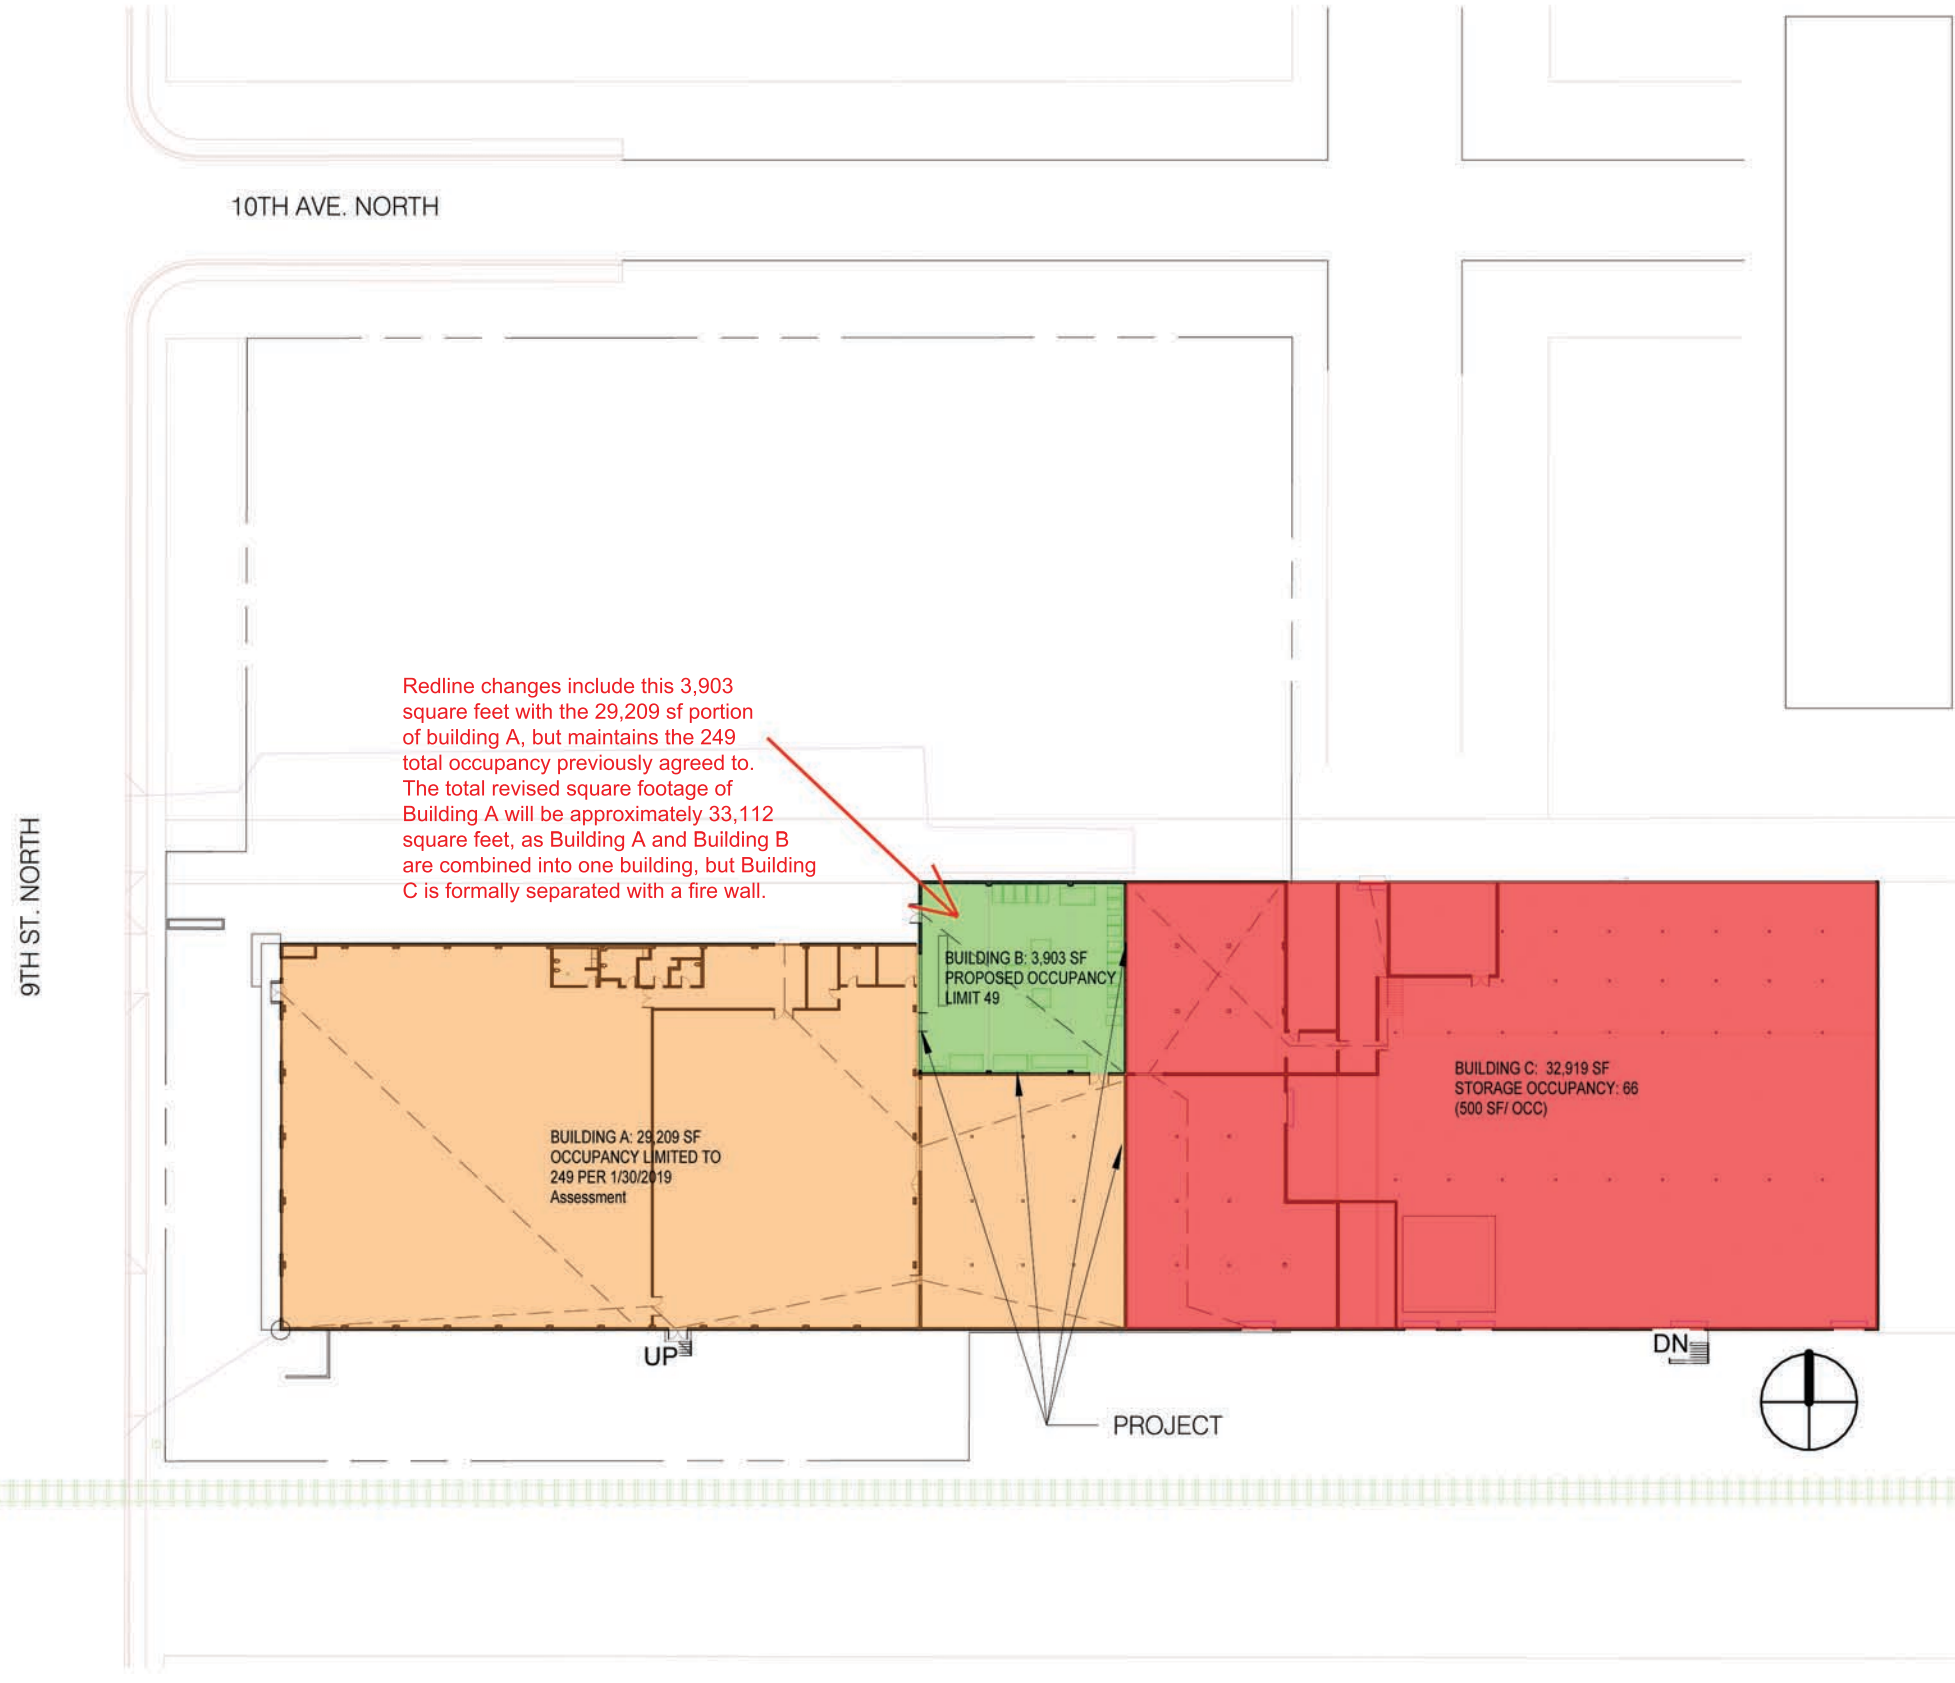 10TH AVE. NORTH
Redline changes include this 3,903
square feet with the 29,209 sf portion
of building A, but maintains the 249
total occupancy previously agreed to.
The total revised square footage of
Building A will be approximately 33,112
square feet, as Building A and Building B
are combined into one building, but Building
C is formally separated with a fire wall.
9TH ST. NORTH
BUILDING B: 3,903 SF
PROPOSED OCCUPANCY
LIMIT 49
BUILDING C: 32,919 SF
STORAGE OCCUPANCY: 66
(500 SF/ OCC)
BUILDING A: 29,209 SF
OCCUPANCY LIMITED TO
249 PER 1/30/2019
Assessment
UP
DN
PROJECT